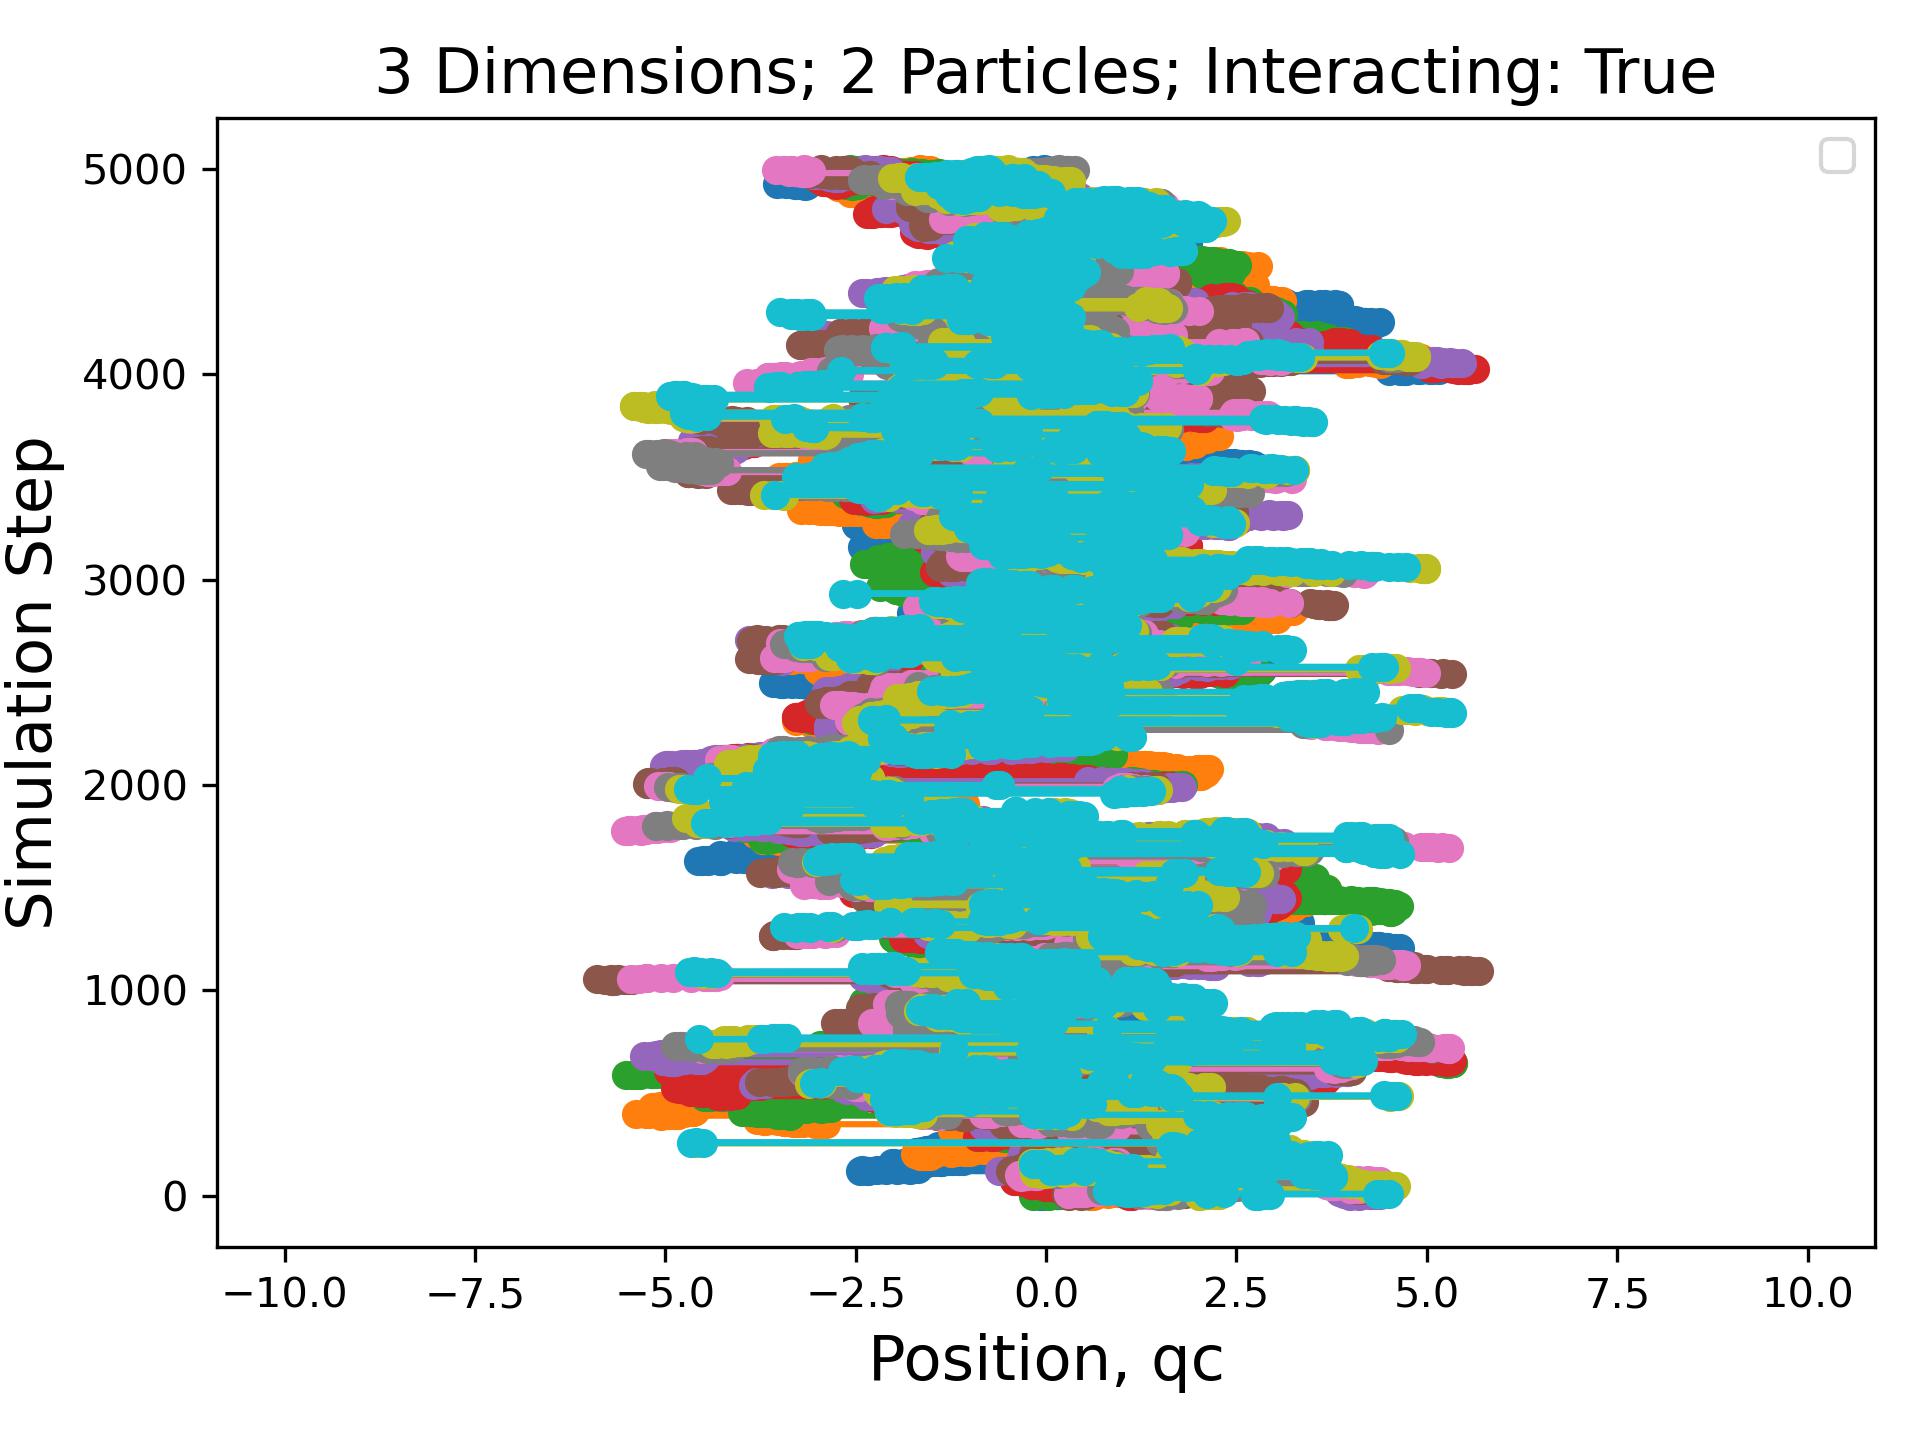 3 Dimensions; 2 Particles; Interacting: True
Simulation Step
5000
4000
3000
2000
1000
0
−10.0 −7.5 −5.0 −2.5 0.0 2.5 5.0 7.5 10.0
Position, qc